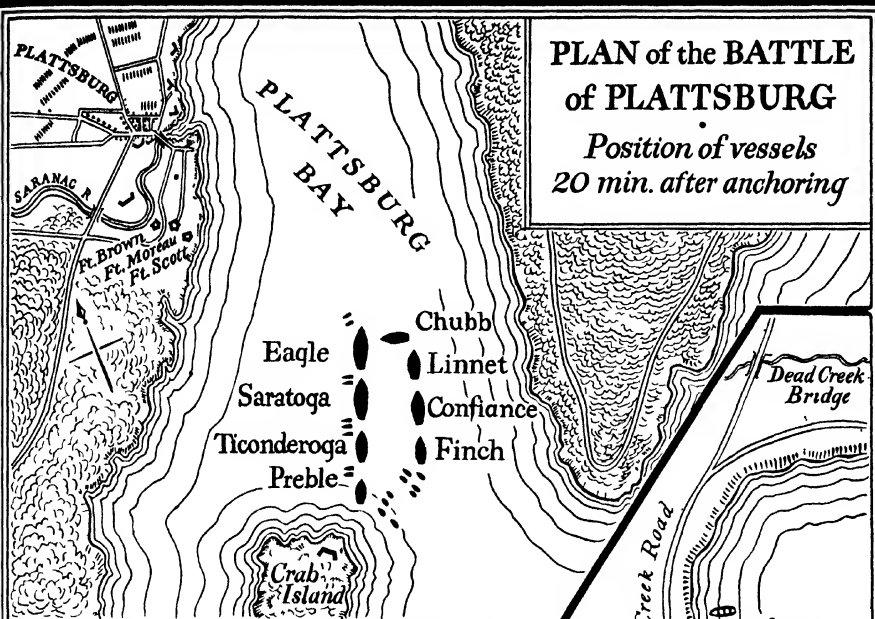 PLAN of the BATTLE
of PLATTSBURG
Position of vessels
20 min. after anchoring
PLATTSBURG
SARANAC R.
Ft. Brown
Ft. Moreau
Ft. Scott
PLATTSBURG
BAY
Chubb
Eagle
Linnet
Saratoga
Confiance
Ticonderoga
Finch
Preble
Crab
Island
Dead Creek
Bridge
Creek Road